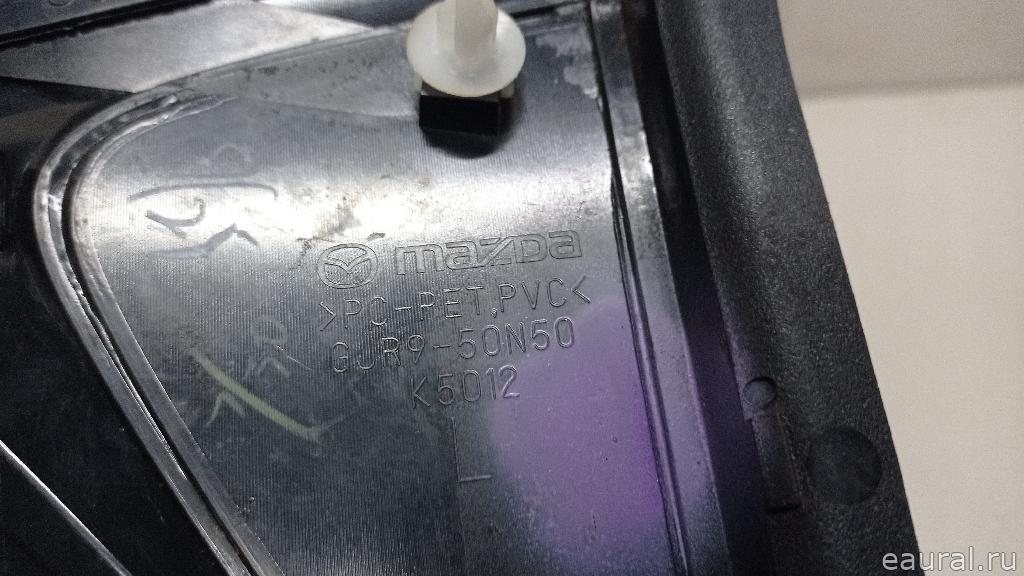 mazda
>PC-PET,PVC<
GJR9-50N50
K5012
L
eaural.ru